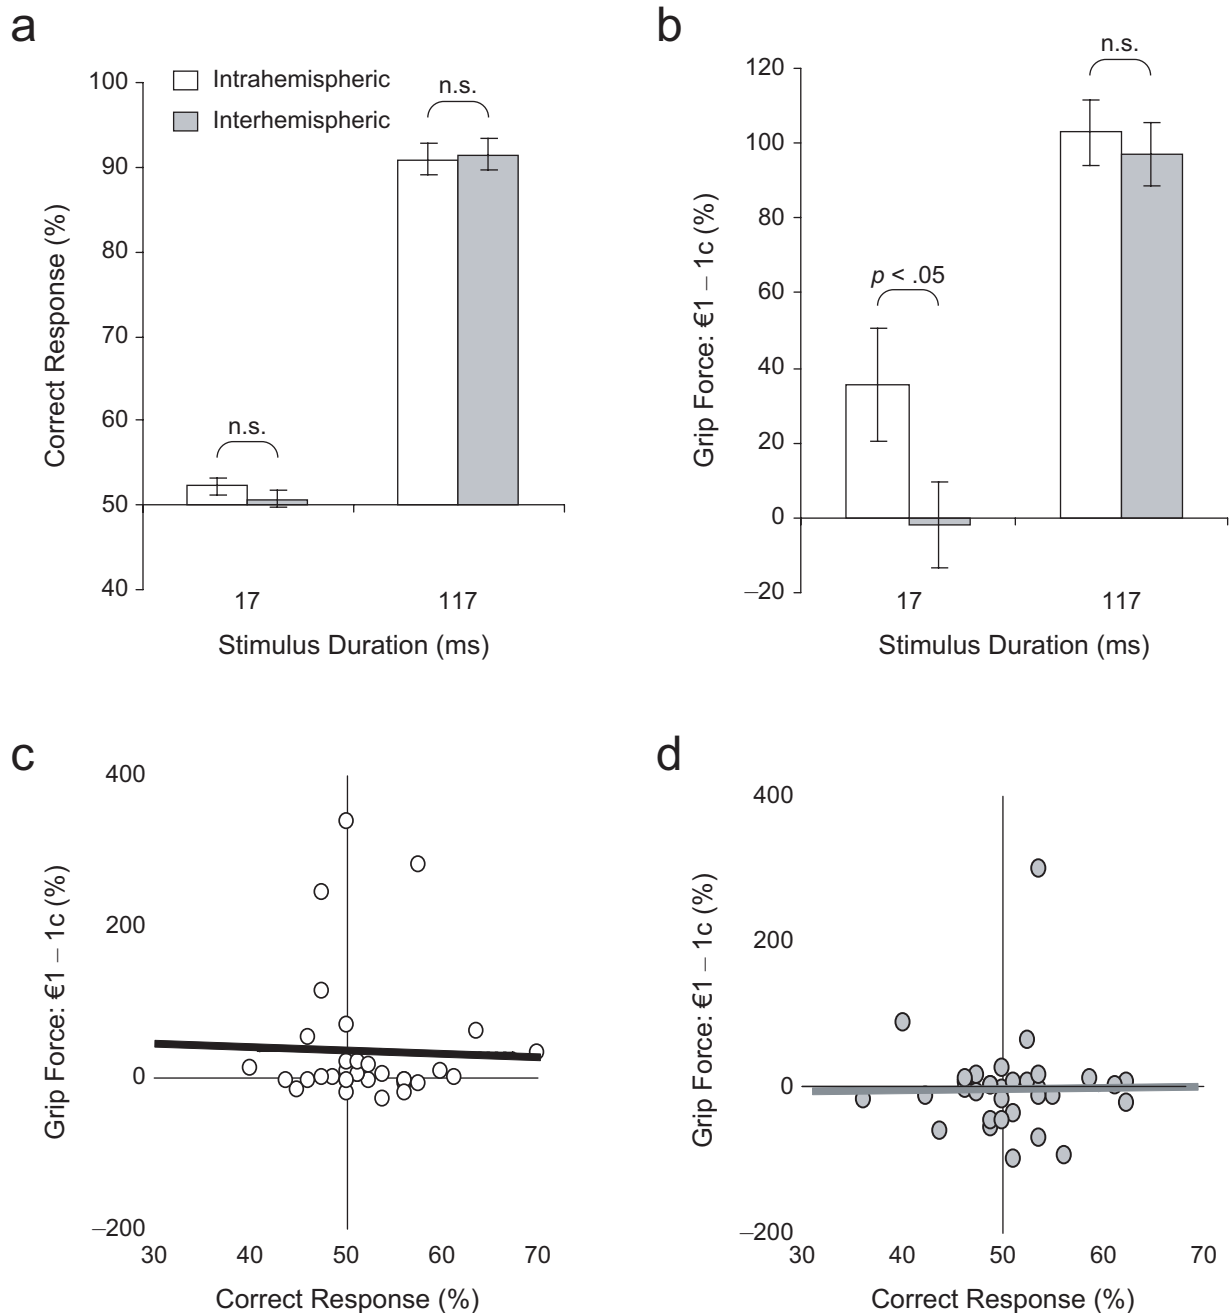 a
100
90
80
70
60
50
40
Correct Response (%)
Intrahemispheric
Interhemispheric
n.s.
n.s.
17
117
Stimulus Duration (ms)
b
120
100
80
60
40
20
0
−20
Grip Force: €1 − 1c (%)
p < .05
n.s.
17
117
Stimulus Duration (ms)
c
400
200
0
−200
Grip Force: €1 − 1c (%)
30 40 50 60 70
Correct Response (%)
d
400
200
0
−200
Grip Force: €1 − 1c (%)
30 40 50 60 70
Correct Response (%)